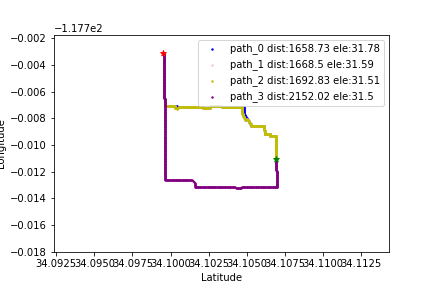 −1.177e2
−0.002
−0.004
−0.006
−0.008
−0.010
−0.012
−0.014
−0.016
−0.018
path_0 dist:1658.73 ele:31.78
path_1 dist:1668.5 ele:31.59
path_2 dist:1692.83 ele:31.51
path_3 dist:2152.02 ele:31.5
Longitude
34.0925 34.0950 34.0975 34.1000 34.1025 34.1050 34.1075 34.1100 34.1125
Latitude